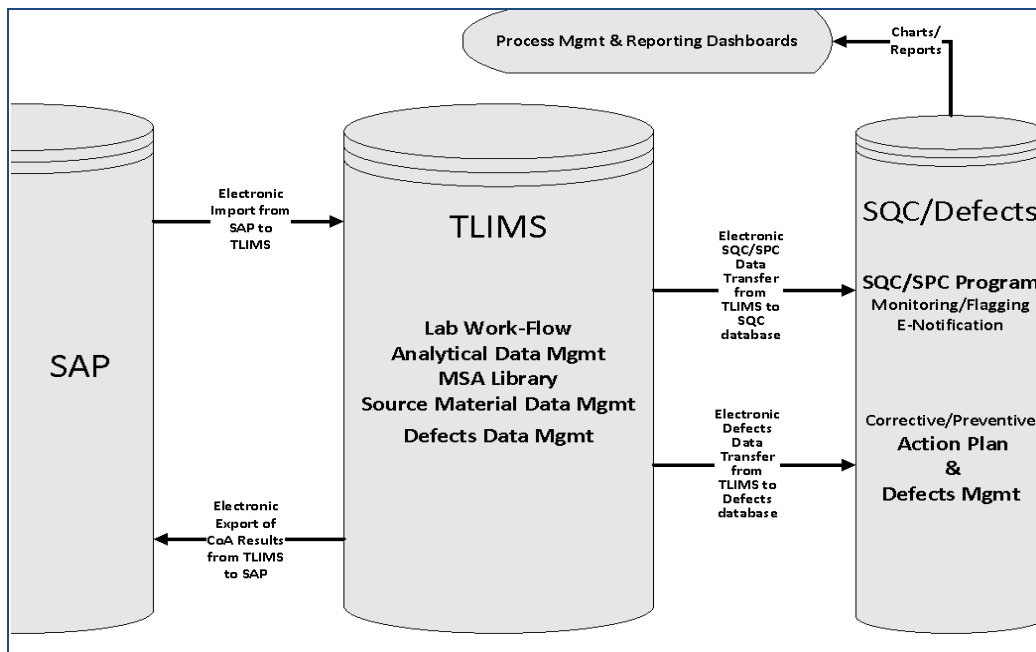 Process Mgmt & Reporting Dashboards
Charts/
Reports
SAP
Electronic
Import from
SAP to
TLIMS
Electronic
Export of
CoA Results
from TLIMS
to SAP
TLIMS
Lab Work-Flow
Analytical Data Mgmt
MSA Library
Source Material Data Mgmt
Defects Data Mgmt
Electronic
SQC/SPC
Data
Transfer
from
TLIMS to
SQC
database
Electronic
Defects
Data
Transfer
from
TLIMS to
Defects
database
SQC/Defects
SQC/SPC Program
Monitoring/Flagging
E-Notification
Corrective/Preventive
Action Plan
&
Defects Mgmt